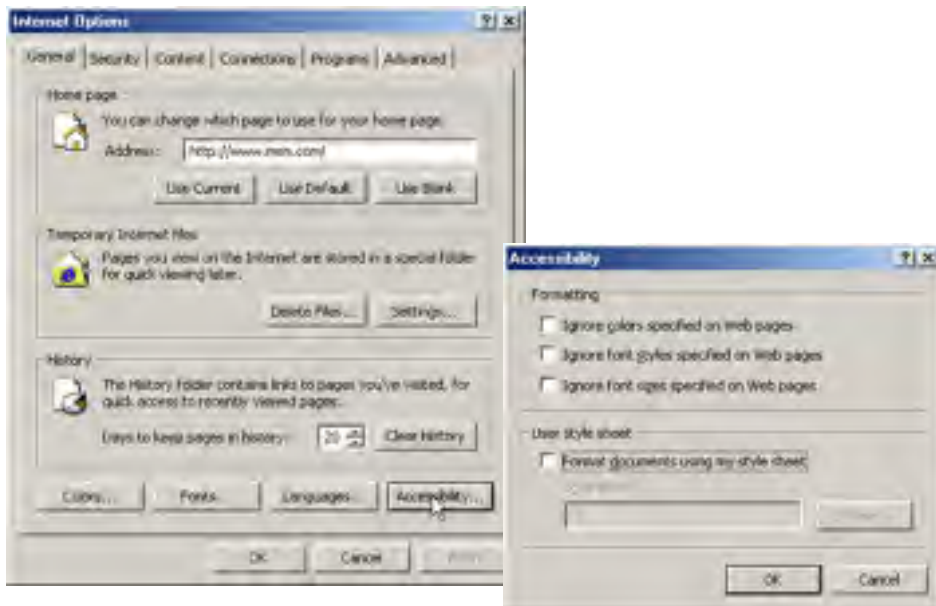 Internet Options
General Security Content Connections Programs Advanced
Home page
You can change which page to use for your home page.
Address: http://www.msn.com/
Use Current Use Default Use Blank
Temporary Internet files
Pages you view on the Internet are stored in a special folder
for quick viewing later.
Delete Files... Settings...
History
The History folder contains links to pages you've visited, for
quick access to recently viewed pages.
Days to keep pages in history: 20 Clear History
Colors... Fonts... Languages... Accessibility...
OK Cancel
Accessibility
Formatting
Ignore colors specified on Web pages
Ignore font styles specified on Web pages
Ignore font sizes specified on Web pages
User style sheet
Format documents using my style sheet
OK Cancel